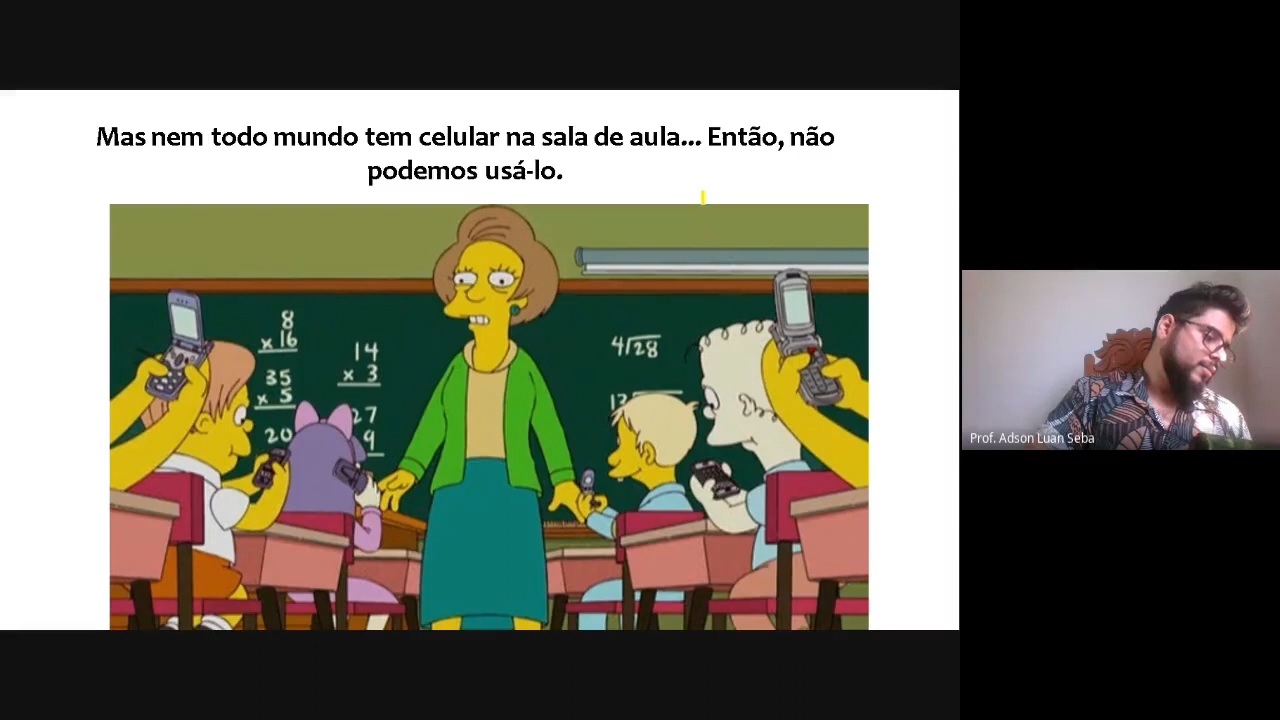 Mas nem todo mundo tem celular na sala de aula... Então, não
podemos usá-lo.
8
x 16
35
x 5
20
14
x 3
27
9
4)28
Prof. Adson Luan Seba